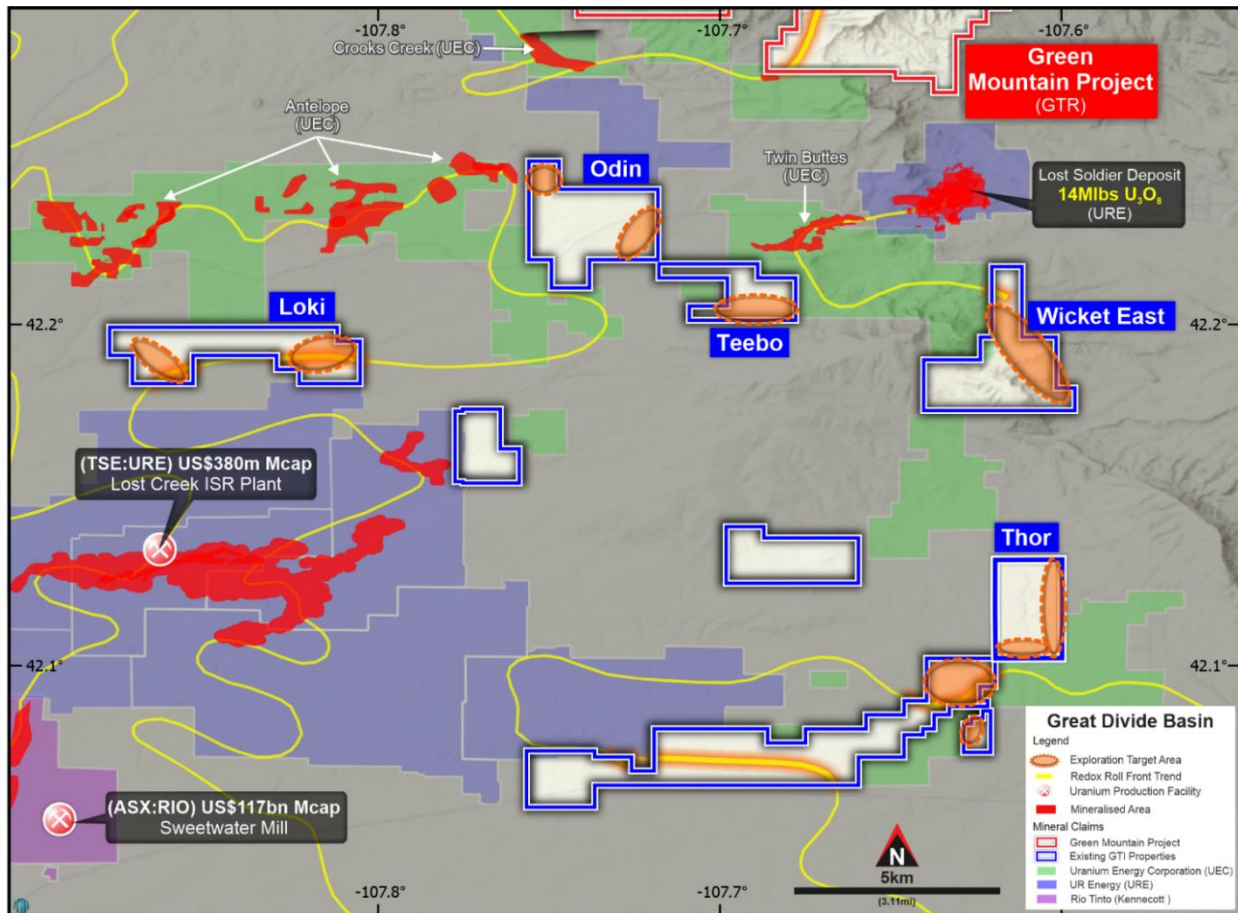 -107.8°
-107.7°
-107.6°
Crooks Creek (UEC)
Green
Mountain Project
(GTR)
Antelope
(UEC)
Odin
Twin Buttes
(UEC)
Lost Soldier Deposit
14Mlbs U₃O₈
(URE)
42.2°
Loki
Teebo
Wicket East
42.2°
(TSE:URE) US$380m Mcap
Lost Creek ISR Plant
Thor
42.1°
42.1°
(ASX:RIO) US$117bn Mcap
Sweetwater Mill
N
5km
(3.11mi)
Great Divide Basin
Legend
Exploration Target Area
Redox Roll Front Trend
Uranium Production Facility
Mineralised Area
Mineral Claims
Green Mountain Project
Existing GTI Properties
Uranium Energy Corporation (UEC)
UR Energy (URE)
Rio Tinto (Kennecott )
-107.8°
-107.7°